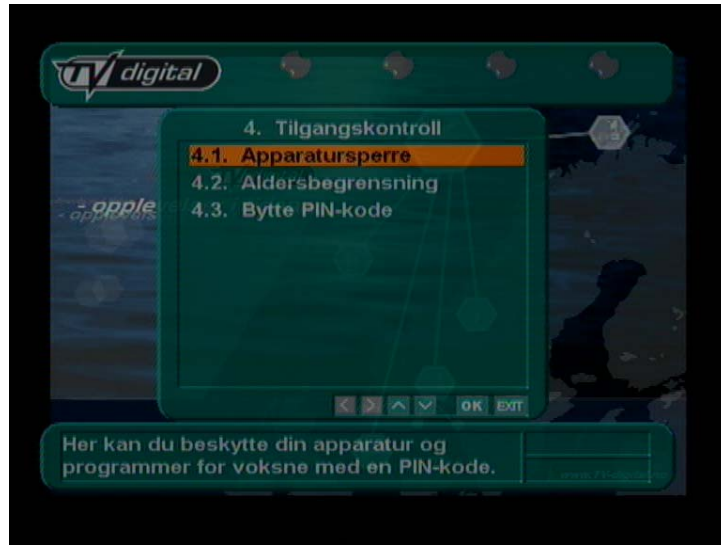 TV digital
4. Tilgangskontroll
4.1. Apparatursperre
4.2. Aldersbegrensning
4.3. Bytte PIN-kode
- opple
OK EXIT
Her kan du beskytte din apparatur og
programmer for voksne med en PIN-kode.